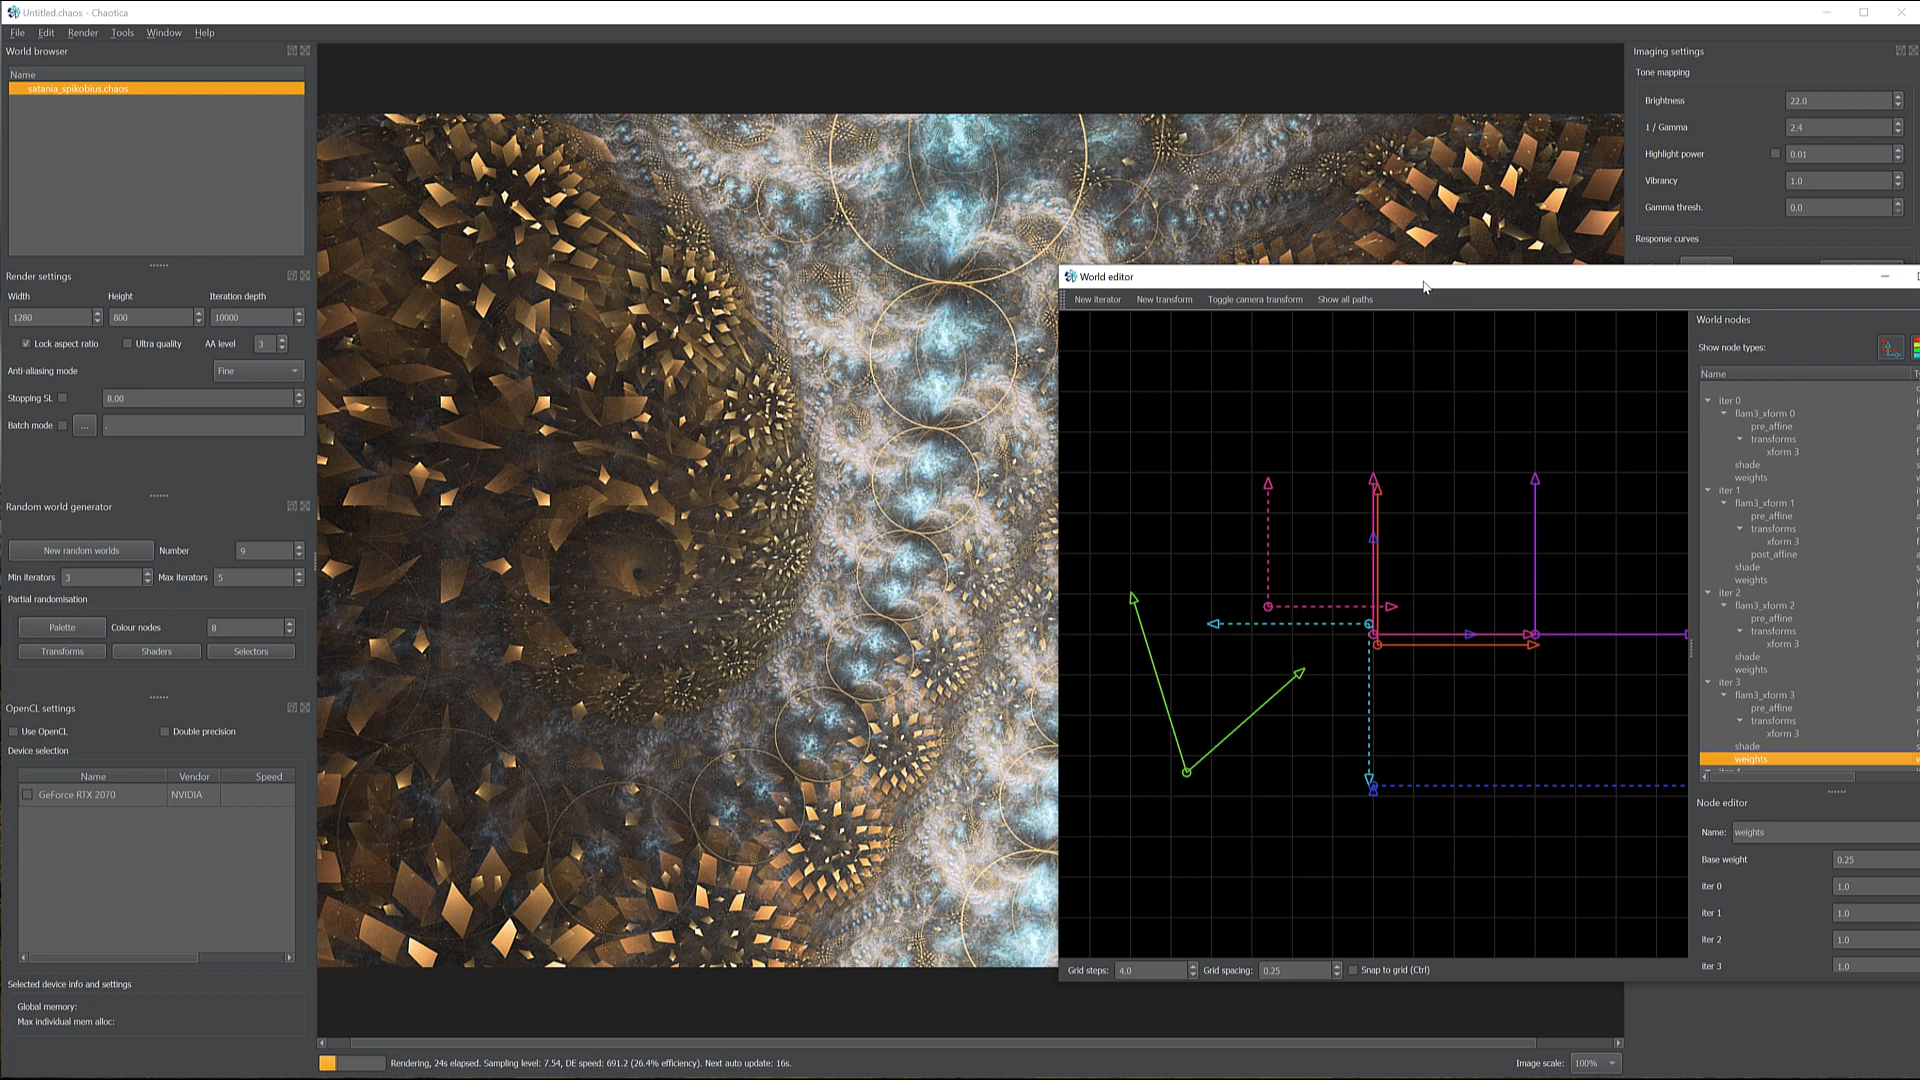 Untitled.chaos - Chaotica
File Edit Render Tools Window Help
World browser
Name
satania_spikobius.chaos
Render settings
Width Height Iteration depth
1280 800 10000
Lock aspect ratio Ultra quality AA level 3
Anti-aliasing mode Fine
Stopping SL 8.00
Batch mode ... .
Random world generator
New random worlds Number 9
Min iterators 3 Max iterators 5
Partial randomisation
Palette Colour nodes 8
Transforms Shaders Selectors
OpenCL settings
Use OpenCL Double precision
Device selection
Name Vendor Speed
GeForce RTX 2070 NVIDIA
Selected device info and settings
Global memory:
Max individual mem alloc:
Rendering, 24s elapsed. Sampling level: 7.54, DE speed: 691.2 (26.4% efficiency). Next auto update: 16s.
Image scale: 100%
Imaging settings
Tone mapping
Brightness 22.0
1 / Gamma 2.4
Highlight power 0.01
Vibrancy 1.0
Gamma thresh. 0.0
Response curves
World editor
New iterator New transform Toggle camera transform Show all paths
Grid steps: 4.0 Grid spacing: 0.25 Snap to grid (Ctrl)
World nodes
Show node types:
Name
iter 0
flam3_xform 0
pre_affine
transforms
xform 3
shade
weights
iter 1
flam3_xform 1
pre_affine
transforms
xform 3
post_affine
shade
weights
iter 2
flam3_xform 2
pre_affine
transforms
xform 3
shade
weights
iter 3
flam3_xform 3
pre_affine
transforms
xform 3
shade
weights
Node editor
Name: weights
Base weight 0.25
iter 0 1.0
iter 1 1.0
iter 2 1.0
iter 3 1.0